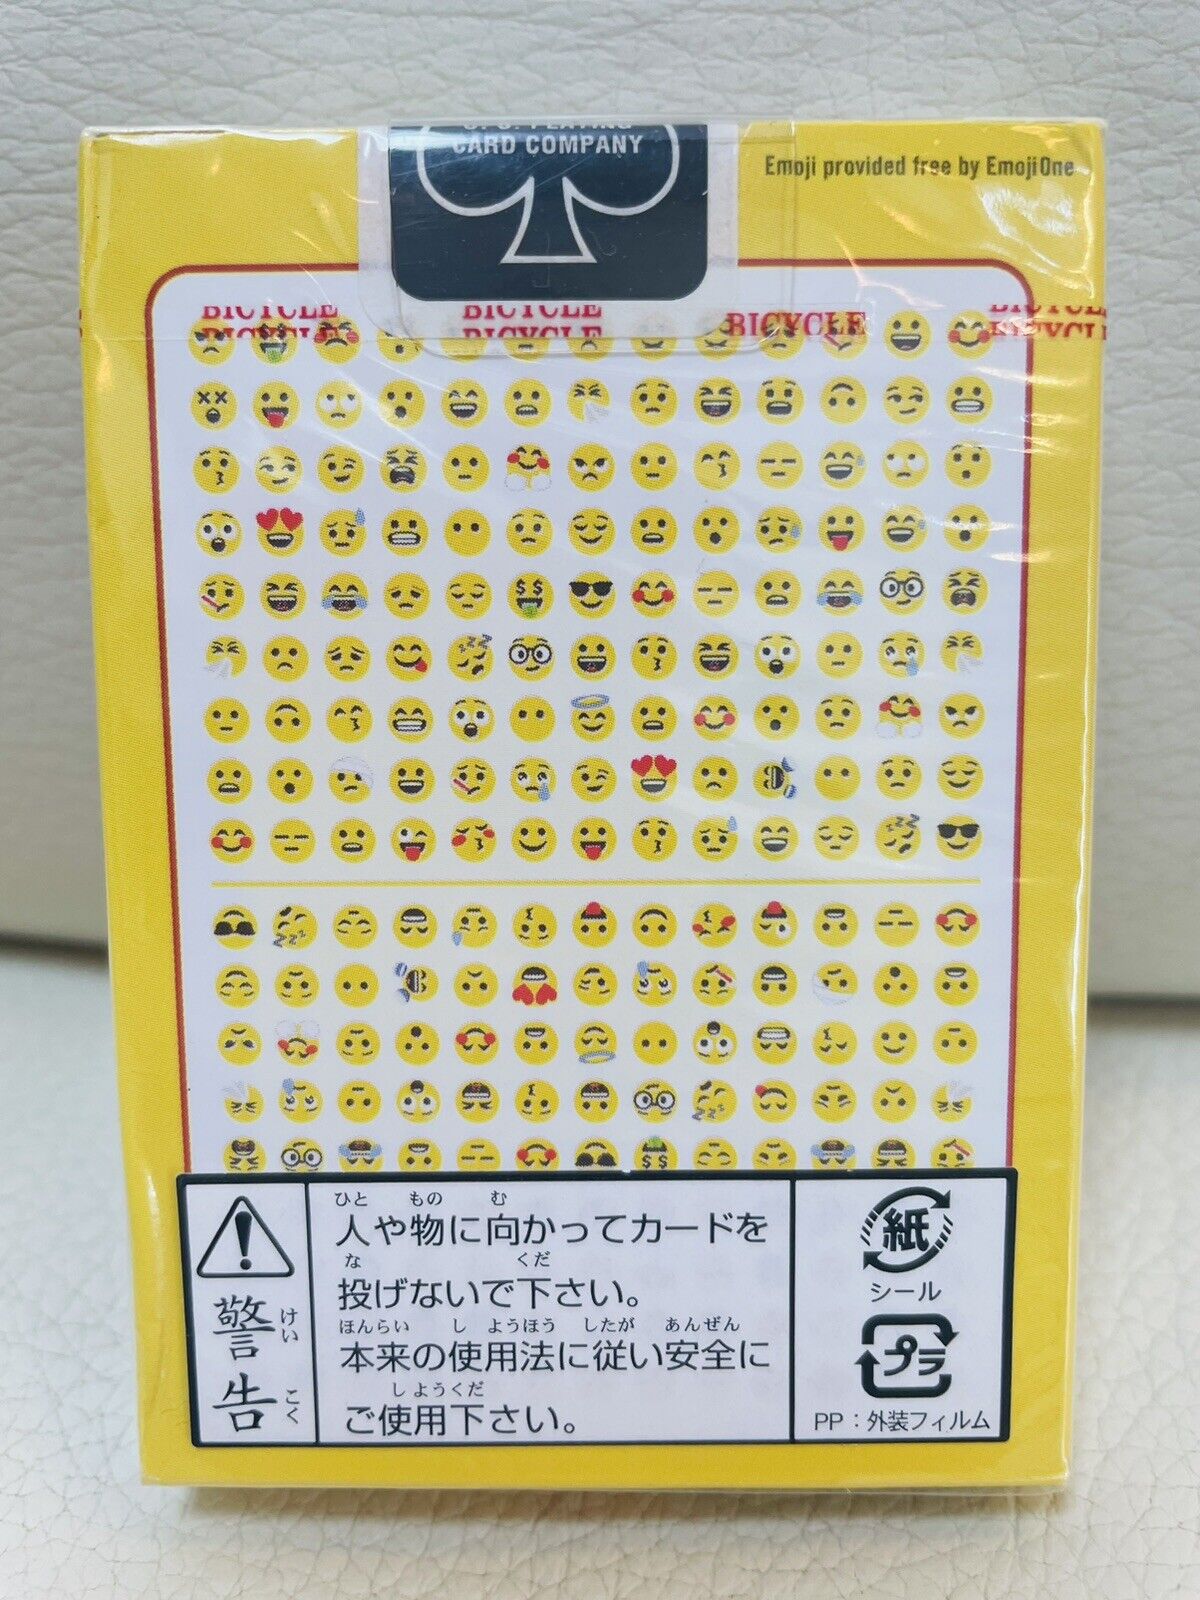 CARD COMPANY
Emoji provided free by EmojiOne
BICYCLE BICYCLE BICYCLE
BICYCLE BICYCLE BICYCLE
警告
けいこく
ひと もの む
人や物に向かってカードを
な くだ
投げないで下さい。
ほんらい しようほう したが あんぜん
本来の使用法に従い安全に
しようくだ
ご使用下さい。
紙
シール
プラ
PP：外装フィルム